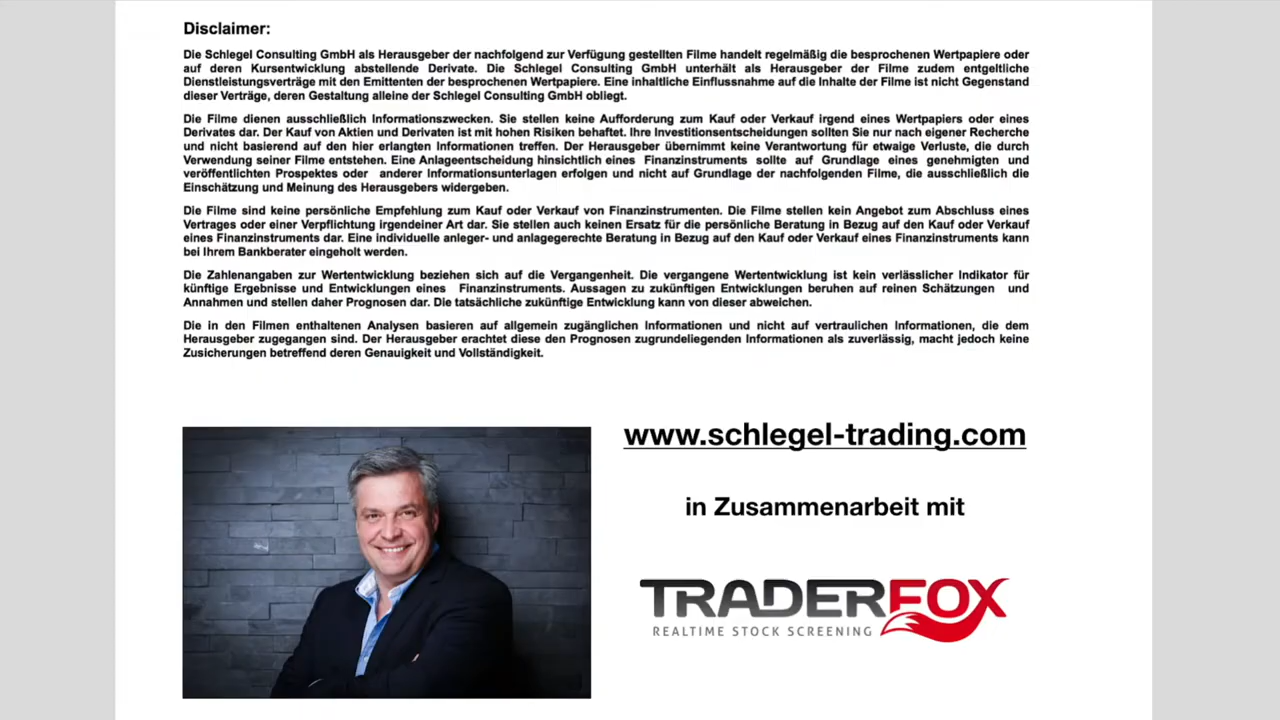 Disclaimer:
Die Schlegel Consulting GmbH als Herausgeber der nachfolgend zur Verfügung gestellten Filme handelt regelmäßig die besprochenen Wertpapiere oder
auf deren Kursentwicklung abstellende Derivate. Die Schlegel Consulting GmbH unterhält als Herausgeber der Filme zudem entgeltliche
Dienstleistungsverträge mit den Emittenten der besprochenen Wertpapiere. Eine inhaltliche Einflussnahme auf die Inhalte der Filme ist nicht Gegenstand
dieser Verträge, deren Gestaltung alleine der Schlegel Consulting GmbH obliegt.
Die Filme dienen ausschließlich Informationszwecken. Sie stellen keine Aufforderung zum Kauf oder Verkauf irgend eines Wertpapiers oder eines
Derivates dar. Der Kauf von Aktien und Derivaten ist mit hohen Risiken behaftet. Ihre Investitionsentscheidungen sollten Sie nur nach eigener Recherche
und nicht basierend auf den hier erlangten Informationen treffen. Der Herausgeber übernimmt keine Verantwortung für etwaige Verluste, die durch
Verwendung seiner Filme entstehen. Eine Anlageentscheidung hinsichtlich eines Finanzinstruments sollte auf Grundlage eines genehmigten und
veröffentlichten Prospektes oder anderer Informationsunterlagen erfolgen und nicht auf Grundlage der nachfolgenden Filme, die ausschließlich die
Einschätzung und Meinung des Herausgebers widergeben.
Die Filme sind keine persönliche Empfehlung zum Kauf oder Verkauf von Finanzinstrumenten. Die Filme stellen kein Angebot zum Abschluss eines
Vertrages oder einer Verpflichtung irgendeiner Art dar. Sie stellen auch keinen Ersatz für die persönliche Beratung in Bezug auf den Kauf oder Verkauf
eines Finanzinstruments dar. Eine individuelle anleger- und anlagegerechte Beratung in Bezug auf den Kauf oder Verkauf eines Finanzinstruments kann
bei Ihrem Bankberater eingeholt werden.
Die Zahlenangaben zur Wertentwicklung beziehen sich auf die Vergangenheit. Die vergangene Wertentwicklung ist kein verlässlicher Indikator für
künftige Ergebnisse und Entwicklungen eines Finanzinstruments. Aussagen zu zukünftigen Entwicklungen beruhen auf reinen Schätzungen und
Annahmen und stellen daher Prognosen dar. Die tatsächliche zukünftige Entwicklung kann von dieser abweichen.
Die in den Filmen enthaltenen Analysen basieren auf allgemein zugänglichen Informationen und nicht auf vertraulichen Informationen, die dem
Herausgeber zugegangen sind. Der Herausgeber erachtet diese den Prognosen zugrundeliegenden Informationen als zuverlässig, macht jedoch keine
Zusicherungen betreffend deren Genauigkeit und Vollständigkeit.
www.schlegel-trading.com
in Zusammenarbeit mit
TRADERFOX
REALTIME STOCK SCREENING